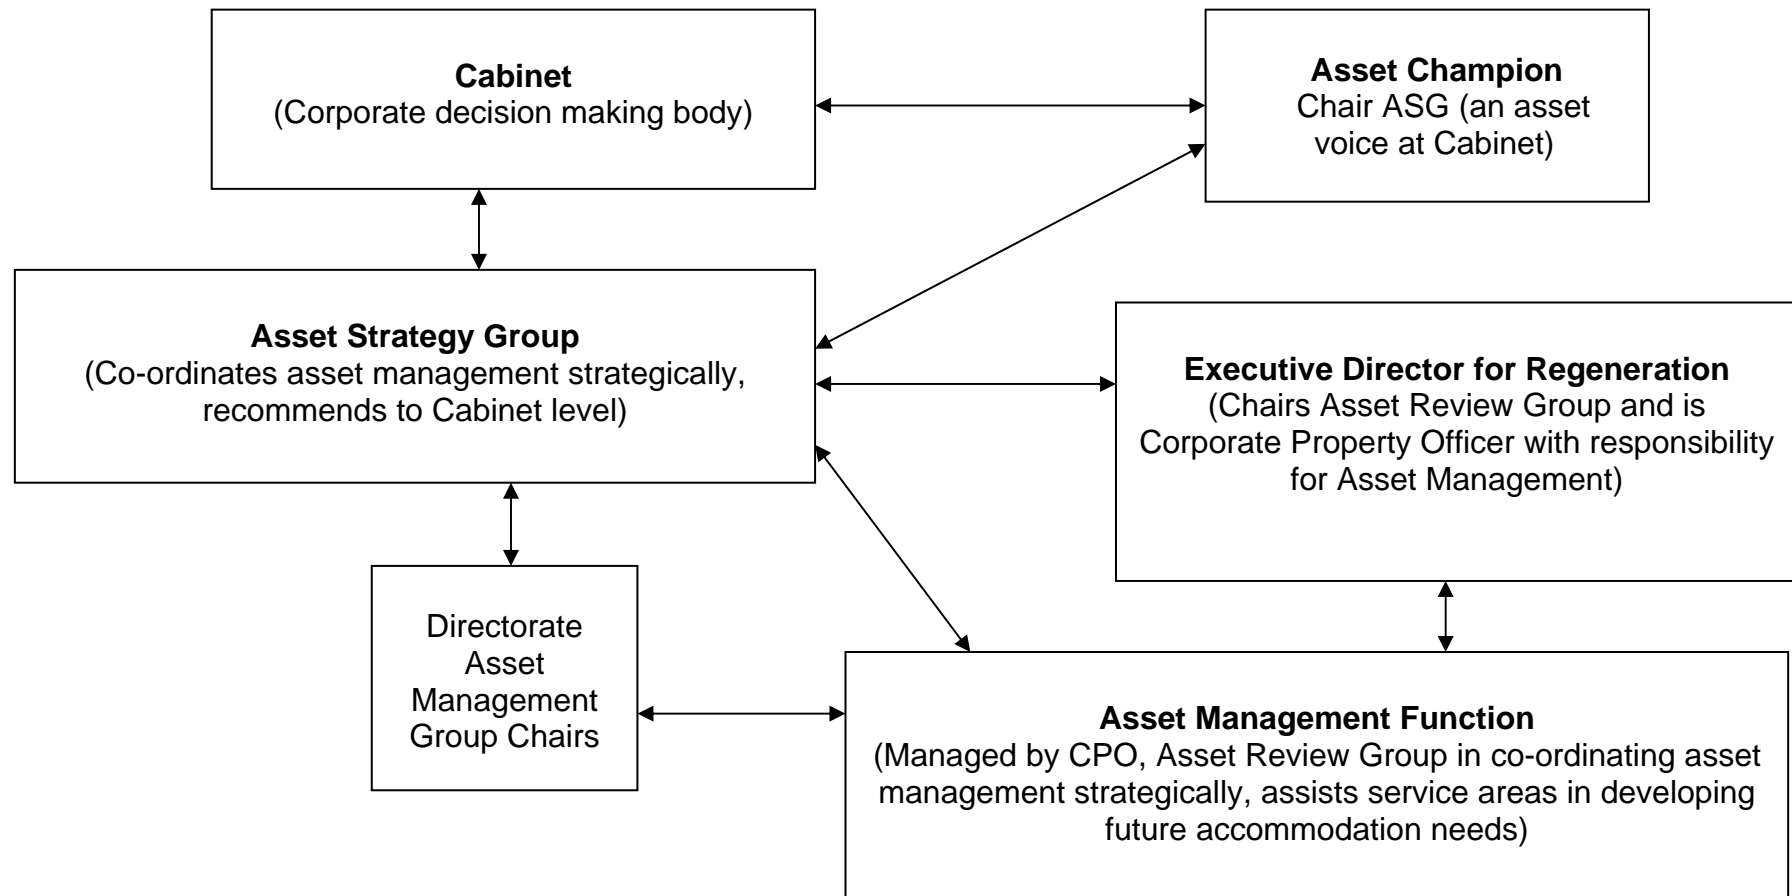 Cabinet
(Corporate decision making body)
Asset Champion
Chair ASG (an asset
voice at Cabinet)
Asset Strategy Group
(Co-ordinates asset management strategically,
recommends to Cabinet level)
Executive Director for Regeneration
(Chairs Asset Review Group and is
Corporate Property Officer with responsibility
for Asset Management)
Directorate
Asset
Management
Group Chairs
Asset Management Function
(Managed by CPO, Asset Review Group in co-ordinating asset
management strategically, assists service areas in developing
future accommodation needs)